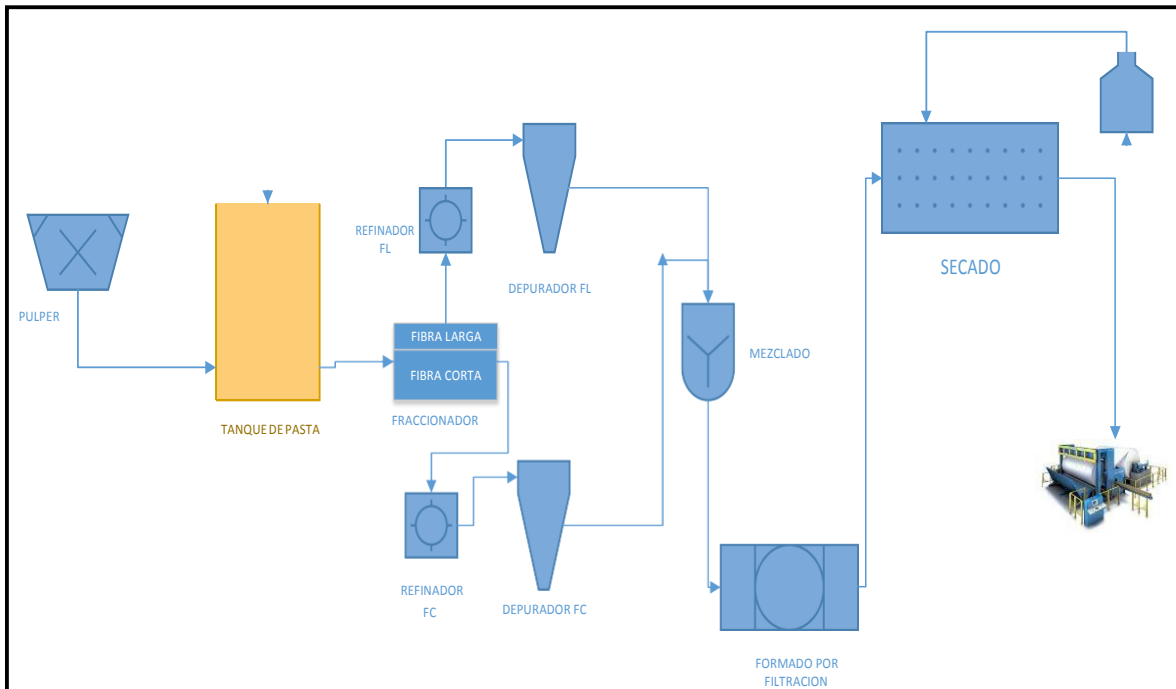 PULPER
TANQUE DE PASTA
FIBRA LARGA
FIBRA CORTA
FRACCIONADOR
REFINADOR
FL
DEPURADOR FL
REFINADOR
FC
DEPURADOR FC
MEZCLADO
FORMADO POR
FILTRACION
SECADO